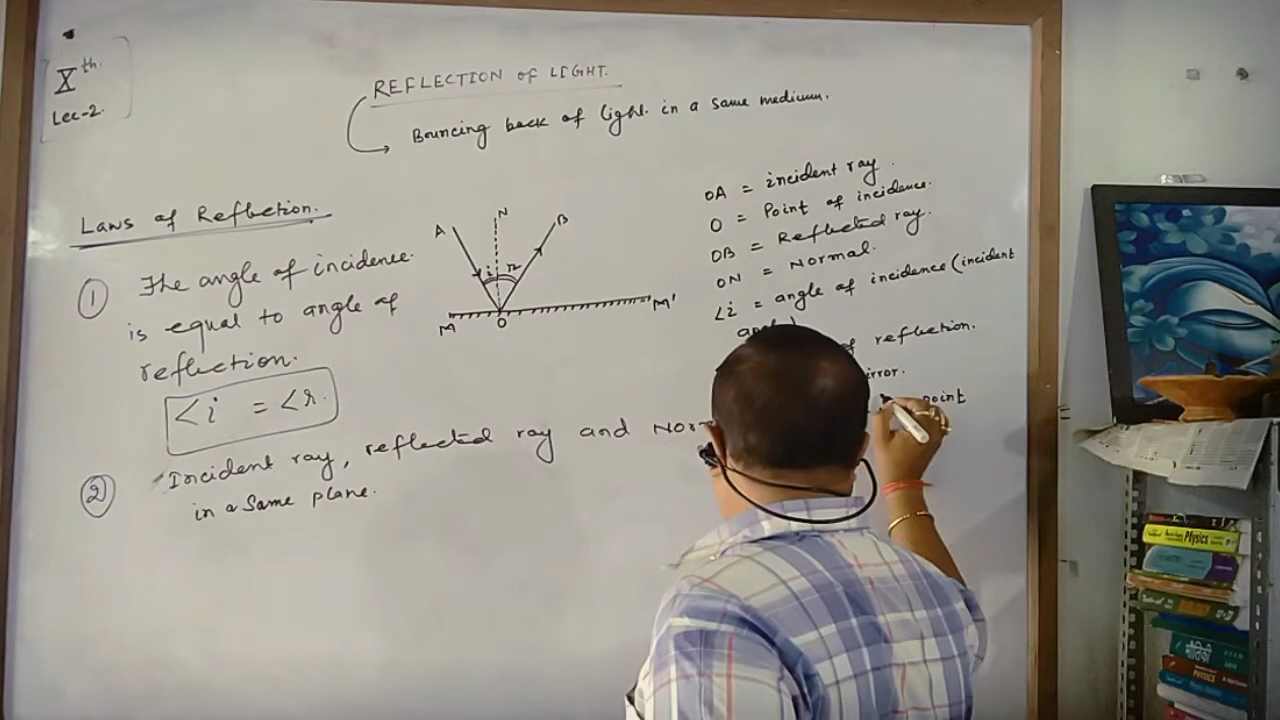 Xth.
Lec-2.
REFLECTION OF LIGHT.
Bouncing back of light in a same medium.
Laws of Reflection.
① The angle of incidence.
is equal to angle of
reflection.
∠i = ∠r.
② Incident ray, reflected ray and
in a same plane.
A
N
B
i
r
M
O
M'
OA = incident ray.
O = Point of incidence.
OB = Reflected ray.
ON = Normal.
∠i = angle of incidence (incident
of reflection.
point
Physics
भौतिकी
PHYSICS